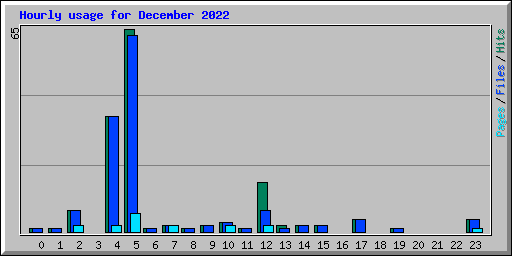 Hourly usage for December 2022
65
Pages/Files/Hits
0 1 2 3 4 5 6 7 8 9 10 11 12 13 14 15 16 17 18 19 20 21 22 23